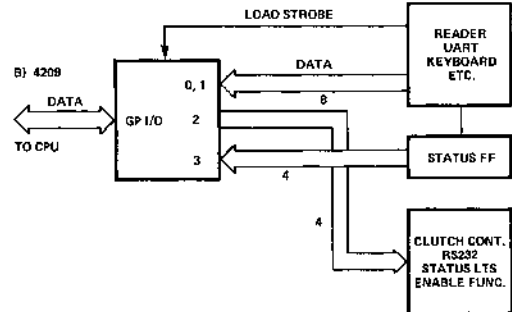 LOAD STROBE
READER
UART
KEYBOARD
ETC.
B) 4209
DATA
0, 1
8
DATA
GP I/O
2
TO CPU
3
4
STATUS FF
4
CLUTCH CONT.
RS232
STATUS LTS
ENABLE FUNC.